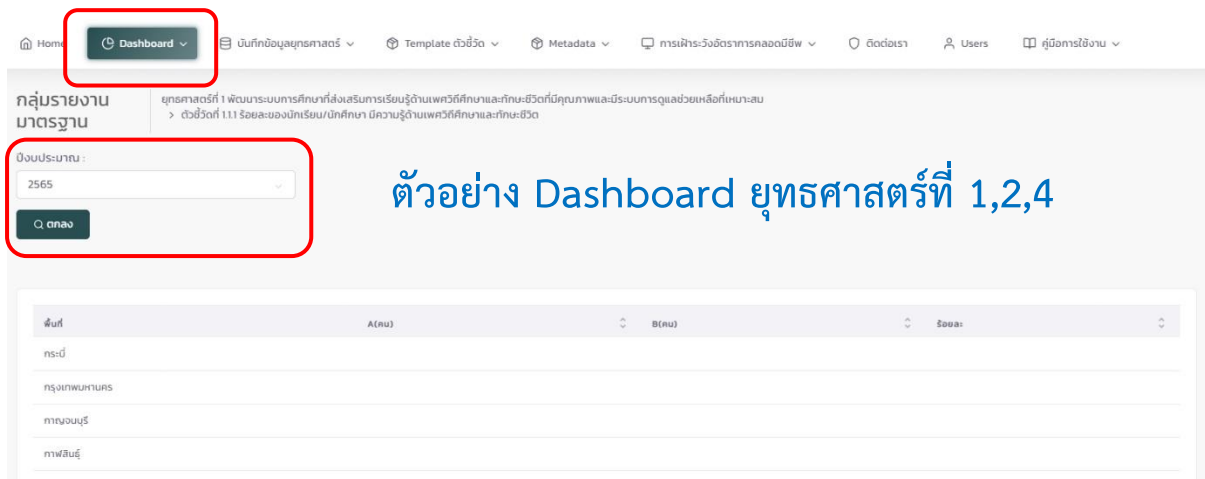 Home Dashboard บันทึกข้อมูลยุทธศาสตร์ Template ตัวชี้วัด Metadata การเฝ้าระวังอัตราการคลอดมีชีพ ติดต่อเรา Users คู่มือการใช้งาน
กลุ่มรายงาน
มาตรฐาน
ยุทธศาสตร์ที่ 1 พัฒนาระบบการศึกษาที่ส่งเสริมการเรียนรู้ด้านเพศวิถีศึกษาและทักษะชีวิตที่มีคุณภาพและมีระบบการดูแลช่วยเหลือที่เหมาะสม
> ตัวชี้วัดที่ 1.1.1 ร้อยละของนักเรียน/นักศึกษา มีความรู้ด้านเพศวิถีศึกษาและทักษะชีวิต
ปีงบประมาณ :
2565
ตกลง
ตัวอย่าง Dashboard ยุทธศาสตร์ที่ 1,2,4
พื้นที่ A(คน) B(คน) ร้อยละ
กระบี่
กรุงเทพมหานคร
กาญจนบุรี
กาฬสินธุ์